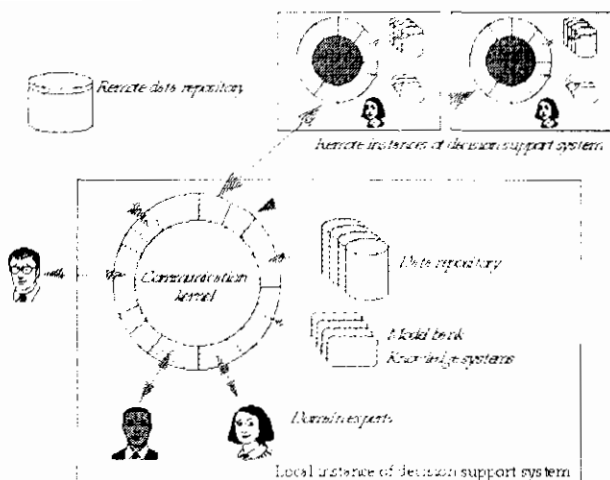 Remote data repository
Remote instances of decision support system
Communication
kernel
Data repository
Model bank
Knowledge systems
Domain experts
Local instance of decision support system